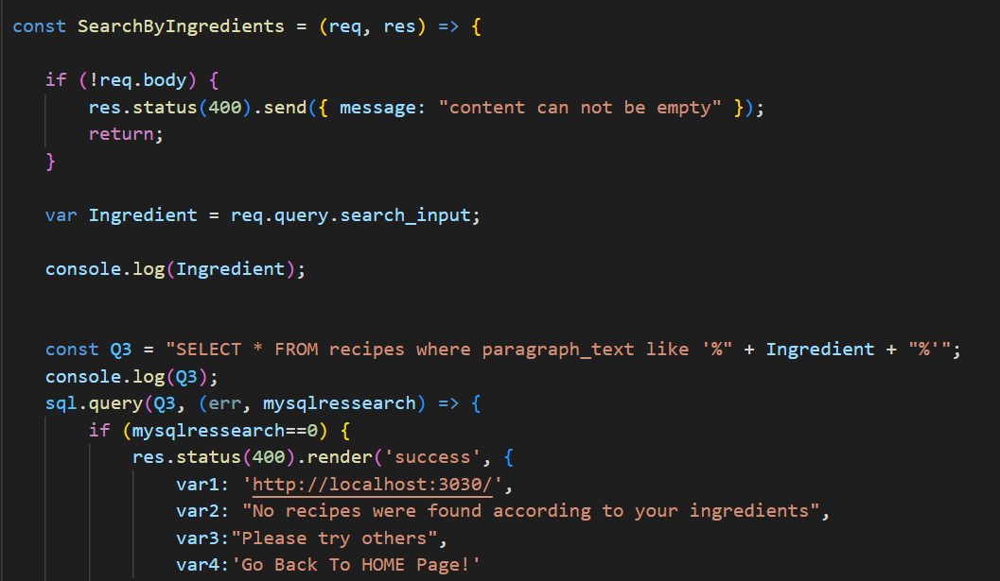 const SearchByIngredients = (req, res) => {
if (!req.body) {
res.status(400).send({ message: "content can not be empty" });
return;
}
var Ingredient = req.query.search_input;
console.log(Ingredient);
const Q3 = "SELECT * FROM recipes where paragraph_text like '%" + Ingredient + "%'";
console.log(Q3);
sql.query(Q3, (err, mysqlressearch) => {
if (mysqlressearch==0) {
res.status(400).render('success', {
var1: 'http://localhost:3030/',
var2: "No recipes were found according to your ingredients",
var3:"Please try others",
var4:'Go Back To HOME Page!'